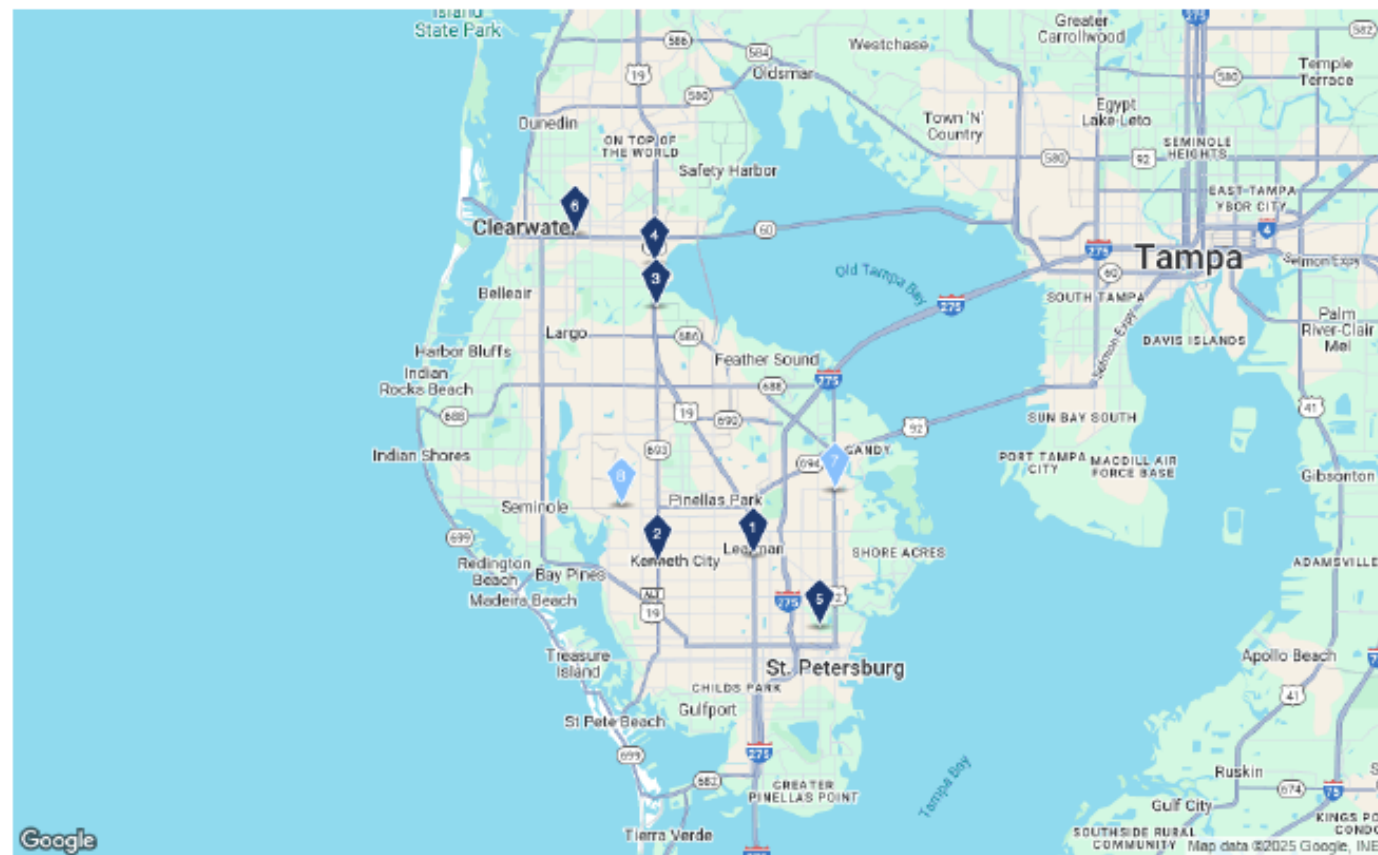 Island
State Park
586
584
Westchase
Greater
Carrollwood
275
582
19
Oldsmar
580
Temple
Terrace
580
Dunedin
Town 'N'
Country
Egypt
Lake-Leto
ON TOP OF
THE WORLD
580
92
SEMINOLE
HEIGHTS
Safety Harbor
EAST TAMPA
YBOR CITY
6
Clearwater
4
60
275
4
Tampa
Selmon Expy
3
Old Tampa
Bay
60
Belleair
275
SOUTH TAMPA
Selmon Expy
Largo
686
Palm
River-Clair
Mel
DAVIS ISLANDS
Harbor Bluffs
Feather Sound
Indian
Rocks Beach
688
275
688
19
690
41
SUN BAY SOUTH
92
693
GANDY
Indian Shores
694
7
PORT TAMPA
CITY
MACDILL AIR
FORCE BASE
8
Gibsonton
Pinellas Park
Seminole
2
1
699
Lealman
Kenneth City
SHORE ACRES
Redington
Beach
Bay Pines
ADAMSVILLE
Madeira Beach
ALT
19
275
5
2
Treasure
Island
St. Petersburg
Apollo Beach
CHILDS PARK
41
Gulfport
St Pete Beach
699
275
682
GREATER
PINELLAS POINT
Tampa Bay
Ruskin
674
75
Gulf City
KINGS PO
COND
Tierra Verde
SOUTHSIDE RURAL
COMMUNITY
Google
Map data ©2025 Google, INE